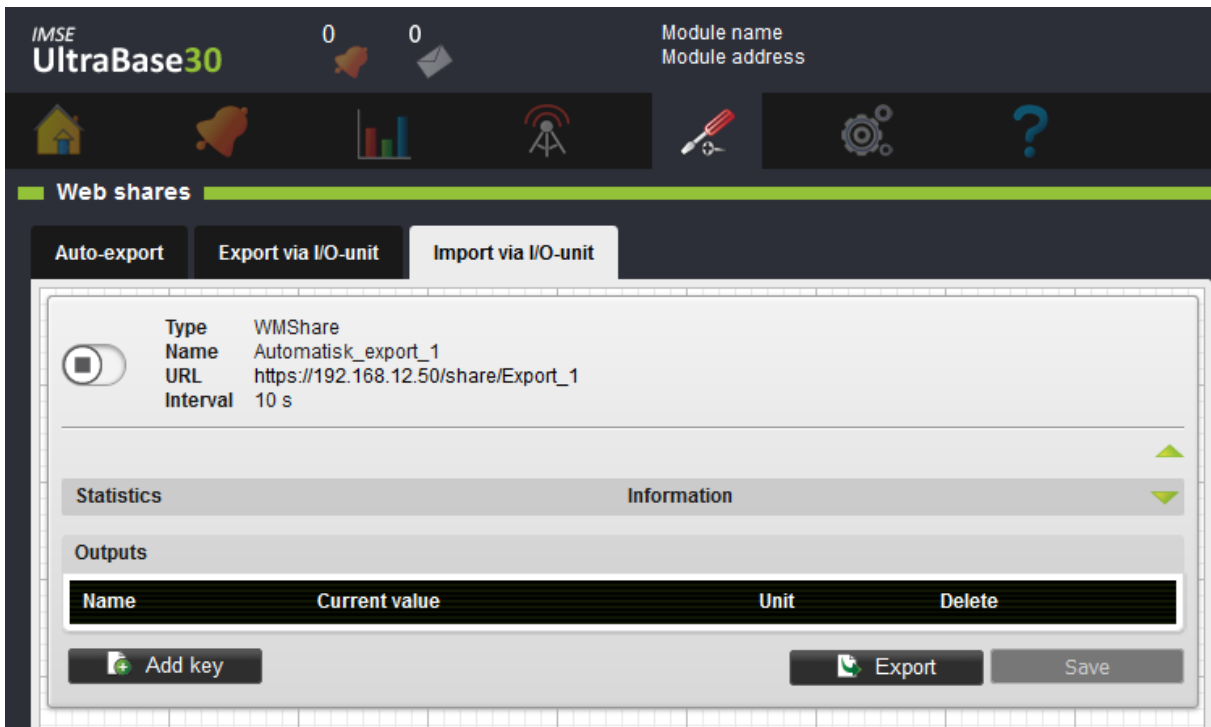 IMSE
UltraBase30
0
0
Module name
Module address
?
Web shares
Auto-export
Export via I/O-unit
Import via I/O-unit
Type WMShare
Name Automatisk_export_1
URL https://192.168.12.50/share/Export_1
Interval 10 s
Statistics Information
Outputs
Name Current value Unit Delete
Add key
Export
Save